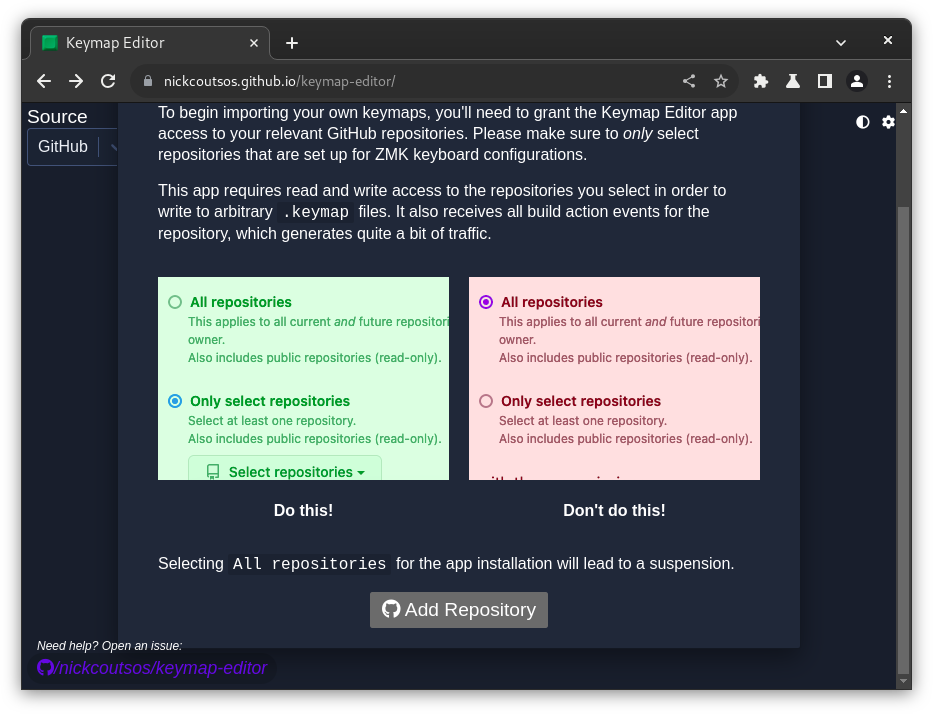 Keymap Editor
nickcoutsos.github.io/keymap-editor/
Source
GitHub
To begin importing your own keymaps, you'll need to grant the Keymap Editor app
access to your relevant GitHub repositories. Please make sure to only select
repositories that are set up for ZMK keyboard configurations.
This app requires read and write access to the repositories you select in order to
write to arbitrary .keymap files. It also receives all build action events for the
repository, which generates quite a bit of traffic.
All repositories
This applies to all current and future repositori
owner.
Also includes public repositories (read-only).
Only select repositories
Select at least one repository.
Also includes public repositories (read-only).
Select repositories
Do this!
All repositories
This applies to all current and future repositori
owner.
Also includes public repositories (read-only).
Only select repositories
Select at least one repository.
Also includes public repositories (read-only).
Don't do this!
Selecting All repositories for the app installation will lead to a suspension.
Add Repository
Need help? Open an issue:
/nickcoutsos/keymap-editor